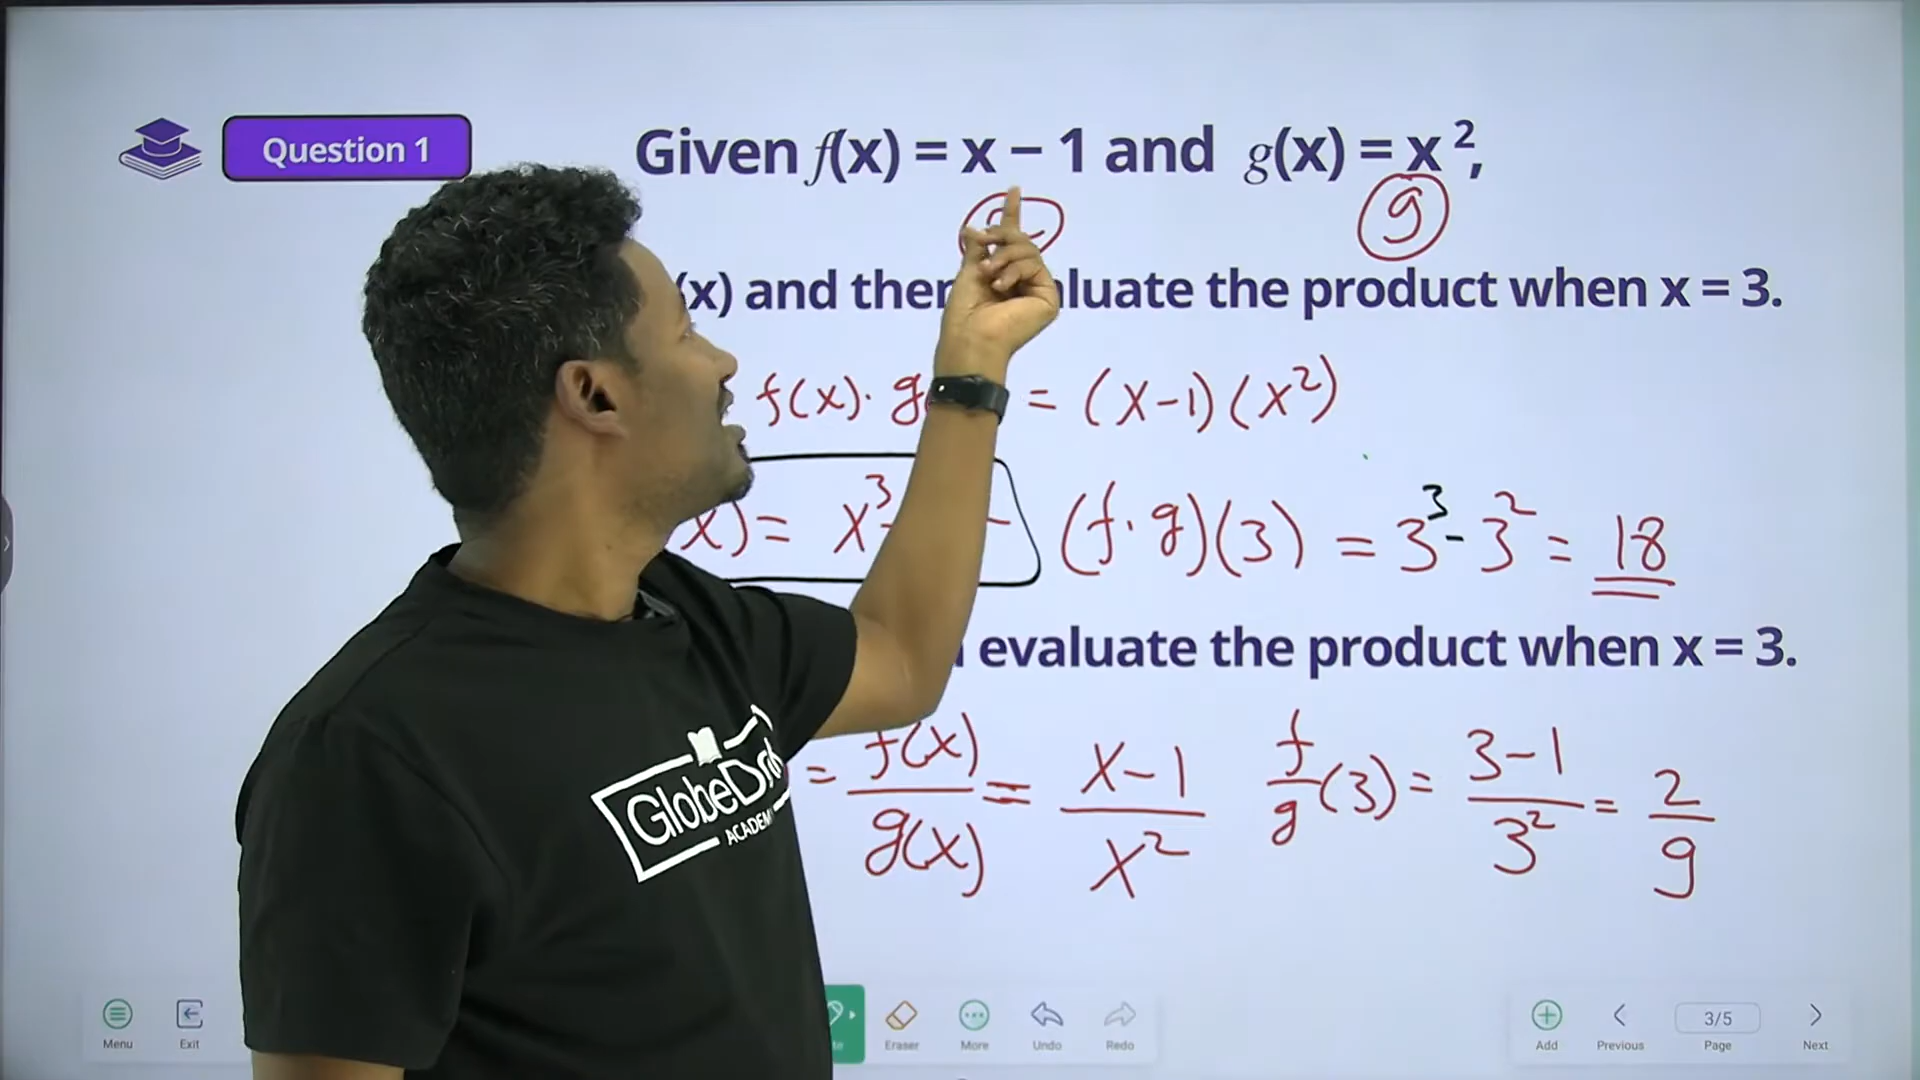 Question 1
Given f(x) = x − 1 and g(x) = x²,
9
(x) and then evaluate the product when x = 3.
f(x) · g = (x-1)(x²)
x) = x³- (f·g)(3) = 3³-3² = 18
evaluate the product when x = 3.
= f(x)/g(x) = x-1/x² f/g(3) = 3-1/3² = 2/9
GlobeD
ACADEM
Menu Exit Eraser More Undo Redo Add Previous 3/5 Page Next